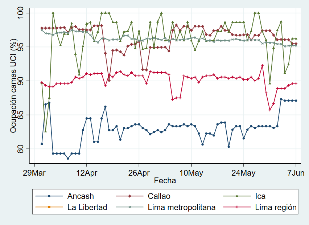 Ocupación camas UCI (%)
100
95
90
85
80
29Mar 12Apr 26Apr 10May 24May 7Jun
Fecha
Ancash Callao Ica
La Libertad Lima metropolitana Lima región